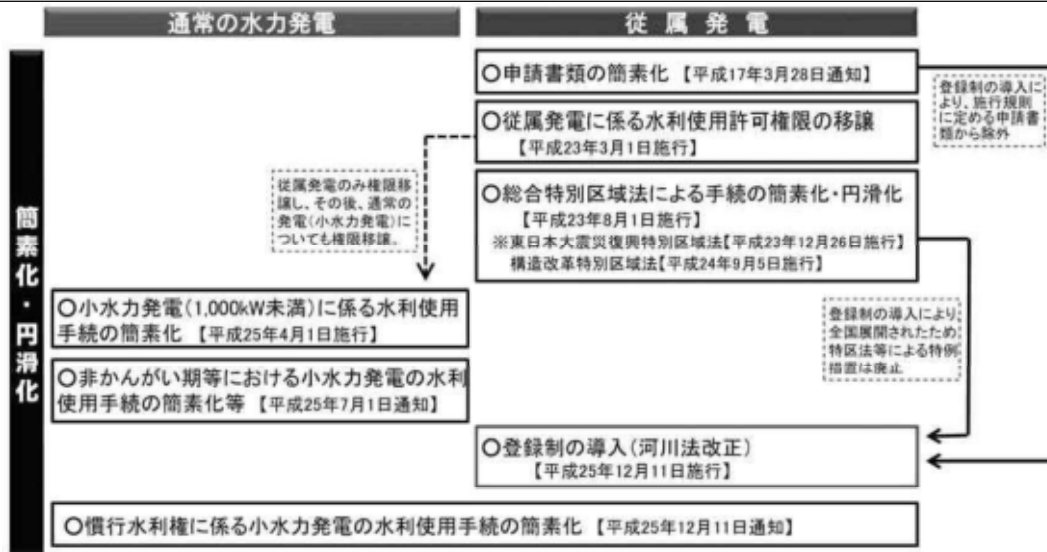 通常の水力発電
従属発電
簡素化・円滑化
○申請書類の簡素化 【平成17年3月28日通知】
登録制の導入に
より、施行規則
に定める申請書
類から除外
○従属発電に係る水利使用許可権限の移譲
【平成23年3月1日施行】
従属発電のみ権限移
譲し、その後、通常の
発電(小水力発電)に
ついても権限移譲。
○総合特別区域法による手続の簡素化・円滑化
【平成23年8月1日施行】
※東日本大震災復興特別区域法【平成23年12月26日施行】
構造改革特別区域法【平成24年9月5日施行】
○小水力発電(1,000kW未満)に係る水利使用
手続の簡素化 【平成25年4月1日施行】
登録制の導入により、
全国展開されたため
特区法等による特例
措置は廃止
○非かんがい期等における小水力発電の水利
使用手続の簡素化等 【平成25年7月1日通知】
○登録制の導入(河川法改正)
【平成25年12月11日施行】
○慣行水利権に係る小水力発電の水利使用手続の簡素化 【平成25年12月11日通知】